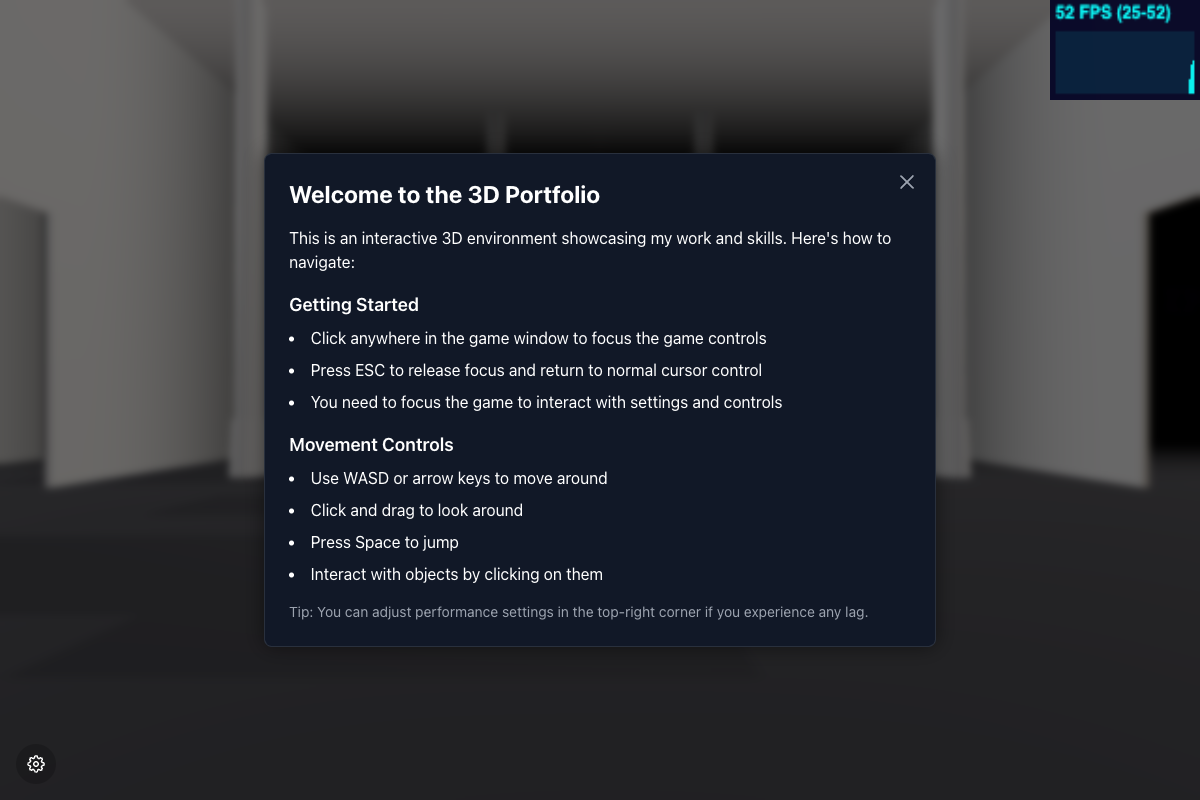 52 FPS (25-52)
Welcome to the 3D Portfolio
This is an interactive 3D environment showcasing my work and skills. Here's how to
navigate:
Getting Started
• Click anywhere in the game window to focus the game controls
• Press ESC to release focus and return to normal cursor control
• You need to focus the game to interact with settings and controls
Movement Controls
• Use WASD or arrow keys to move around
• Click and drag to look around
• Press Space to jump
• Interact with objects by clicking on them
Tip: You can adjust performance settings in the top-right corner if you experience any lag.